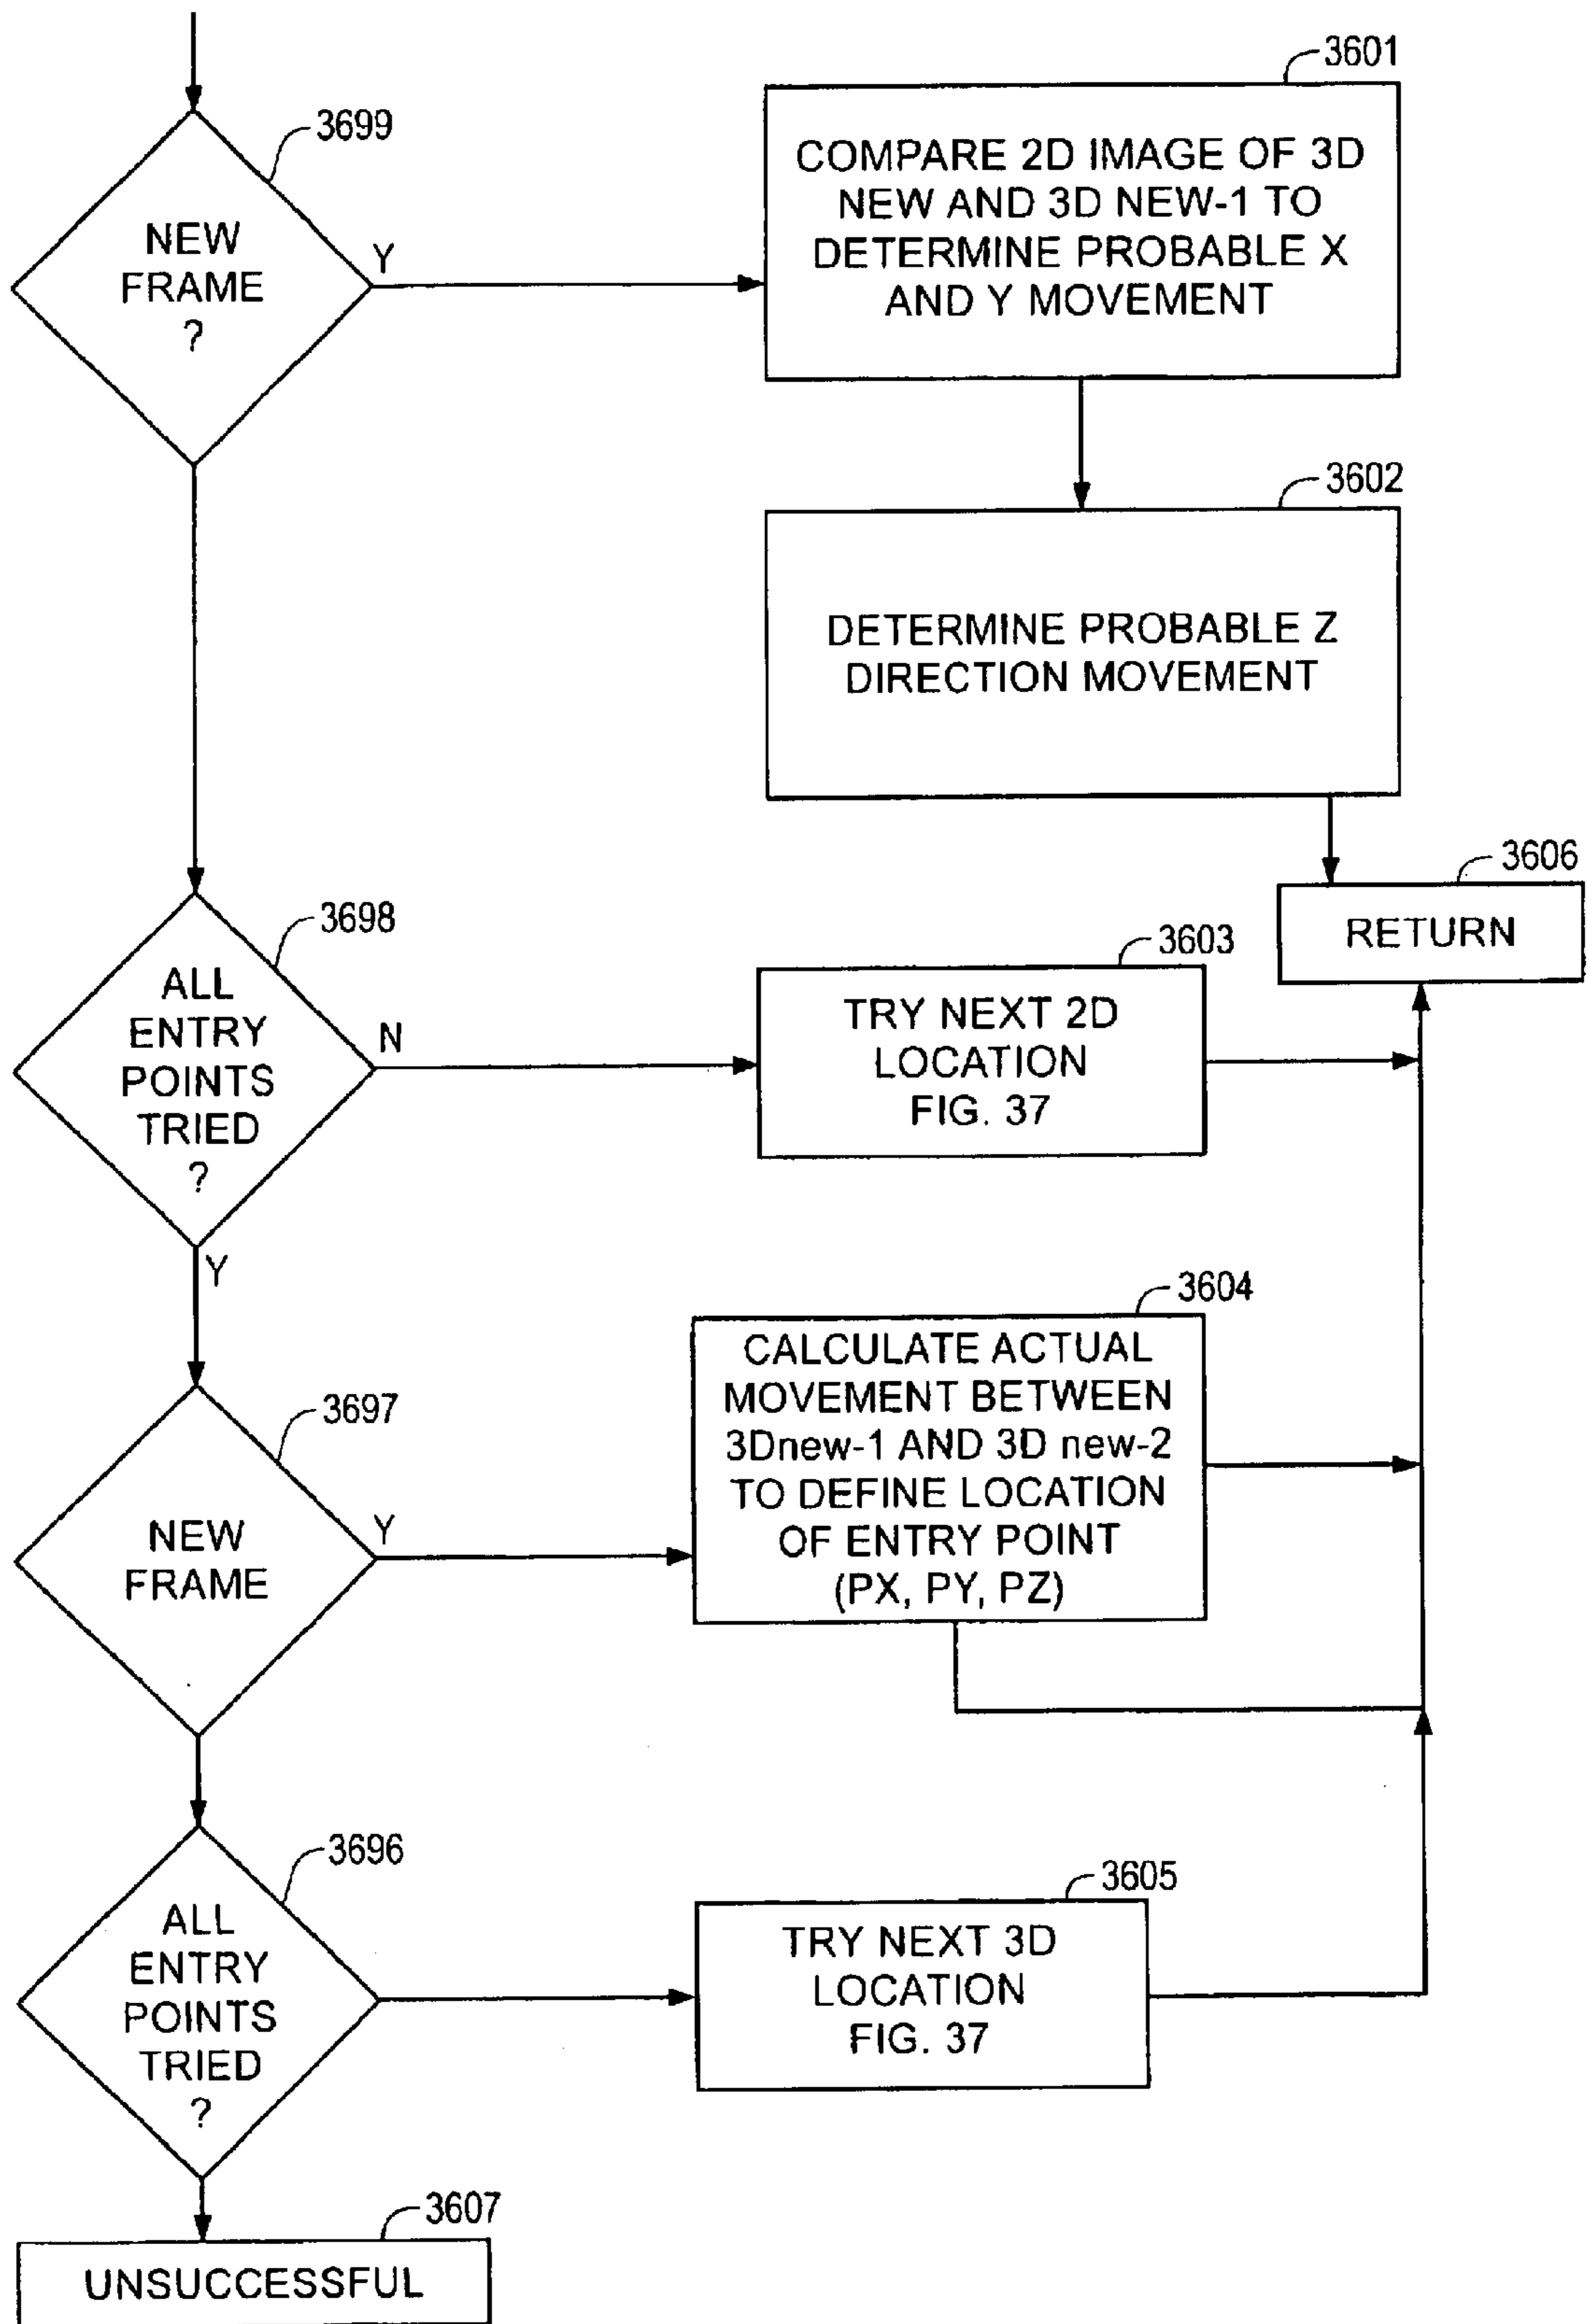 3699
NEW
FRAME
?
Y
3601
COMPARE 2D IMAGE OF 3D
NEW AND 3D NEW-1 TO
DETERMINE PROBABLE X
AND Y MOVEMENT
3602
DETERMINE PROBABLE Z
DIRECTION MOVEMENT
3606
RETURN
3698
ALL
ENTRY
POINTS
TRIED
?
N
Y
3603
TRY NEXT 2D
LOCATION
FIG. 37
3697
NEW
FRAME
Y
3604
CALCULATE ACTUAL
MOVEMENT BETWEEN
3Dnew-1 AND 3D new-2
TO DEFINE LOCATION
OF ENTRY POINT
(PX, PY, PZ)
3696
ALL
ENTRY
POINTS
TRIED
?
3605
TRY NEXT 3D
LOCATION
FIG. 37
3607
UNSUCCESSFUL